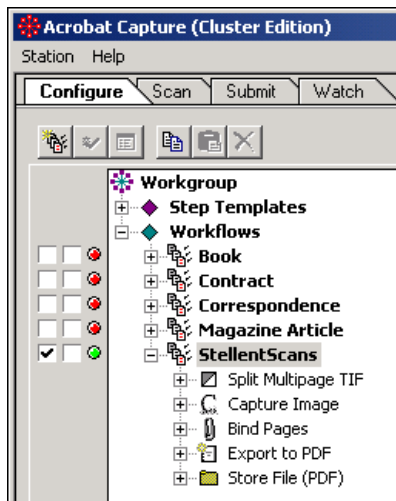 Acrobat Capture (Cluster Edition)
Station Help
Configure Scan Submit Watch
Workgroup
Step Templates
Workflows
Book
Contract
Correspondence
Magazine Article
StellentScans
Split Multipage TIF
Capture Image
Bind Pages
Export to PDF
Store File (PDF)